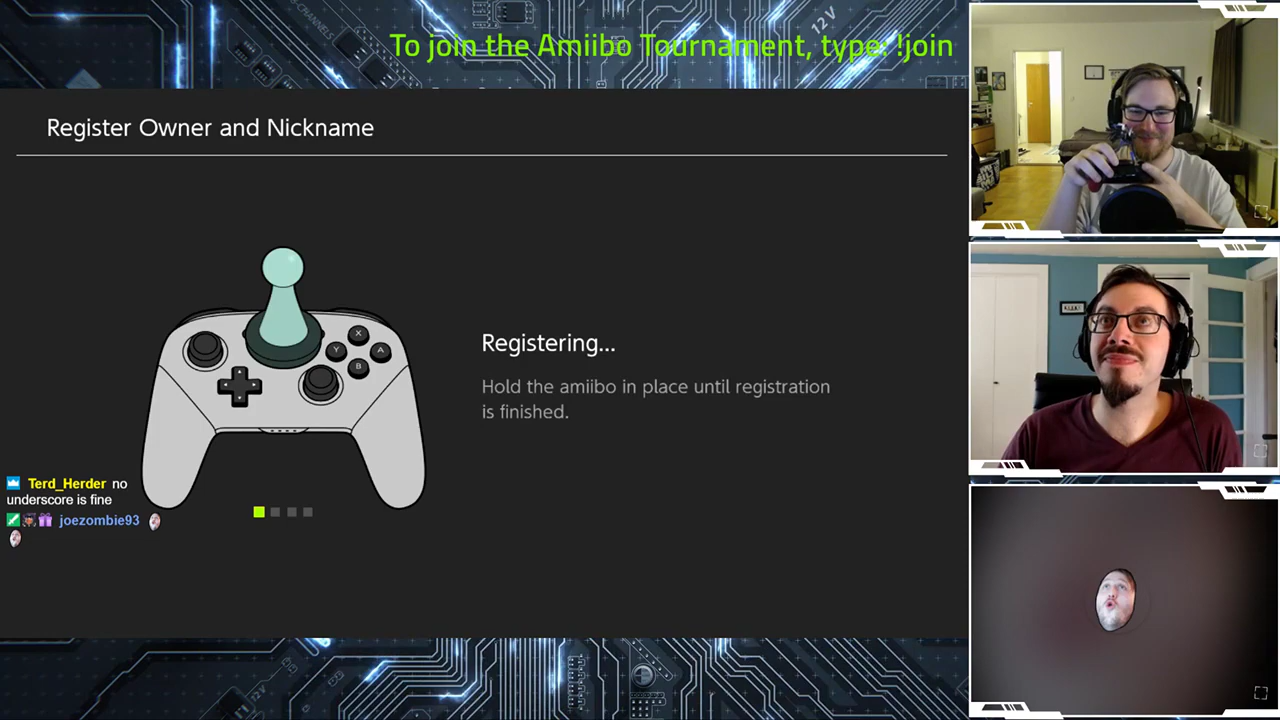 12V
To join the Amiibo Tournament, type: !join
Register Owner and Nickname
X
Y
A
B
Registering...
Hold the amiibo in place until registration
is finished.
Terd_Herder no
underscore is fine
joezombie93